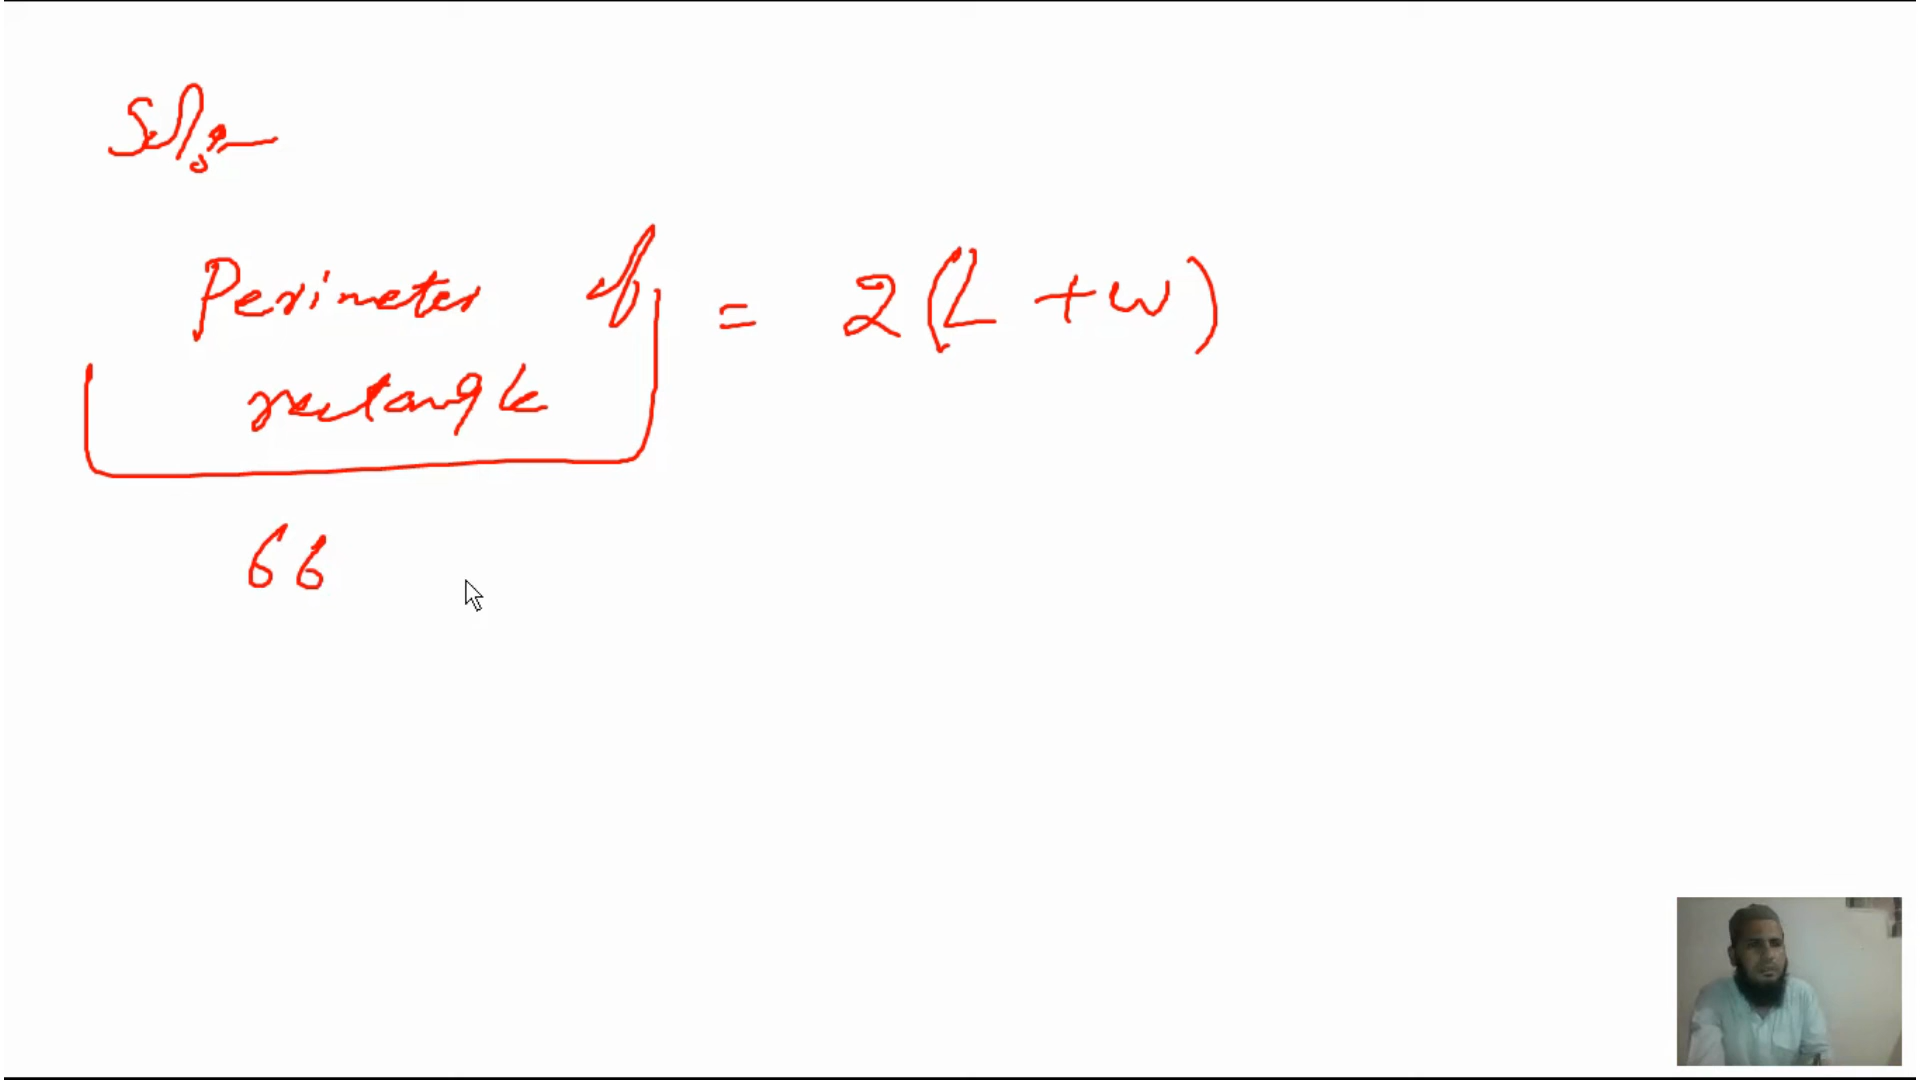 Sol:
Perimeter of = 2(L + W)
rectangle
66